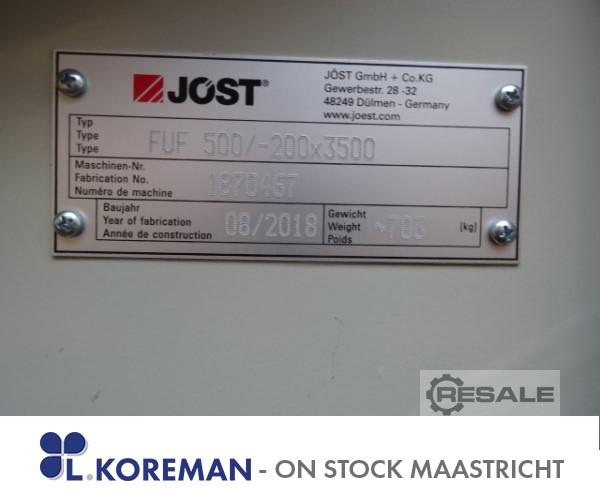 JÖST®
JÖST GmbH + Co.KG
Gewerbestr. 28 -32
48249 Dülmen - Germany
www.joest.com
Typ
Type
Type
FUF 500/-200x3500
Maschinen-Nr.
Fabrication No.
Numéro de machine
1870457
Baujahr
Year of fabrication
Année de construction
08/2018
Gewicht
Weight
Poids
~703
[kg]
RESALE
L.KOREMAN - ON STOCK MAASTRICHT